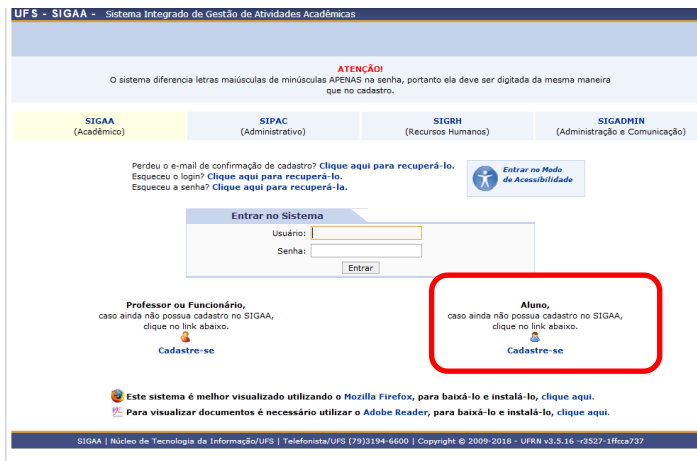 UFS - SIGAA - Sistema Integrado de Gestão de Atividades Acadêmicas
ATENÇÃO!
O sistema diferencia letras maiúsculas de minúsculas APENAS na senha, portanto ela deve ser digitada da mesma maneira
que no cadastro.
SIGAA
(Acadêmico)
SIPAC
(Administrativo)
SIGRH
(Recursos Humanos)
SIGADMIN
(Administração e Comunicação)
Perdeu o e-mail de confirmação de cadastro? Clique aqui para recuperá-lo.
Esqueceu o login? Clique aqui para recuperá-lo.
Esqueceu a senha? Clique aqui para recuperá-la.
Entrar no Modo
de Acessibilidade
Entrar no Sistema
Usuário:
Senha:
Entrar
Professor ou Funcionário,
caso ainda não possua cadastro no SIGAA,
clique no link abaixo.
Cadastre-se
Aluno,
caso ainda não possua cadastro no SIGAA,
clique no link abaixo.
Cadastre-se
Este sistema é melhor visualizado utilizando o Mozilla Firefox, para baixá-lo e instalá-lo, clique aqui.
Para visualizar documentos é necessário utilizar o Adobe Reader, para baixá-lo e instalá-lo, clique aqui.
SIGAA | Núcleo de Tecnologia da Informação/UFS | Telefonista/UFS (79)3194-6600 | Copyright © 2009-2018 - UFRN v3.5.16 -r3527-1ffcca737